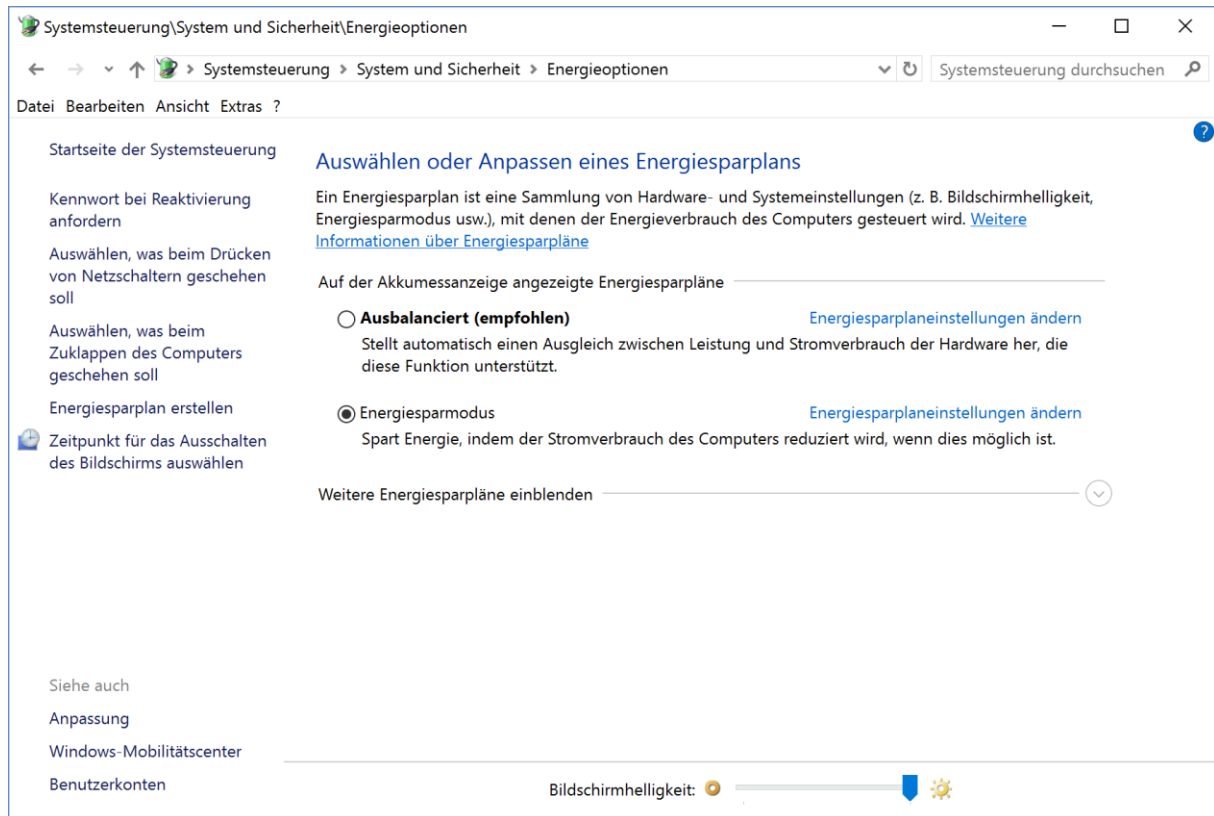 Systemsteuerung\System und Sicherheit\Energieoptionen
Systemsteuerung > System und Sicherheit > Energieoptionen
Systemsteuerung durchsuchen
Datei Bearbeiten Ansicht Extras ?
?
Startseite der Systemsteuerung
Kennwort bei Reaktivierung
anfordern
Auswählen, was beim Drücken
von Netzschaltern geschehen
soll
Auswählen, was beim
Zuklappen des Computers
geschehen soll
Energiesparplan erstellen
Zeitpunkt für das Ausschalten
des Bildschirms auswählen
Auswählen oder Anpassen eines Energiesparplans
Ein Energiesparplan ist eine Sammlung von Hardware- und Systemeinstellungen (z. B. Bildschirmhelligkeit,
Energiesparmodus usw.), mit denen der Energieverbrauch des Computers gesteuert wird. Weitere
Informationen über Energiesparpläne
Auf der Akkumessanzeige angezeigte Energiesparpläne
Ausbalanciert (empfohlen) Energiesparplaneinstellungen ändern
Stellt automatisch einen Ausgleich zwischen Leistung und Stromverbrauch der Hardware her, die
diese Funktion unterstützt.
Energiesparmodus Energiesparplaneinstellungen ändern
Spart Energie, indem der Stromverbrauch des Computers reduziert wird, wenn dies möglich ist.
Weitere Energiesparpläne einblenden
Siehe auch
Anpassung
Windows-Mobilitätscenter
Benutzerkonten
Bildschirmhelligkeit: